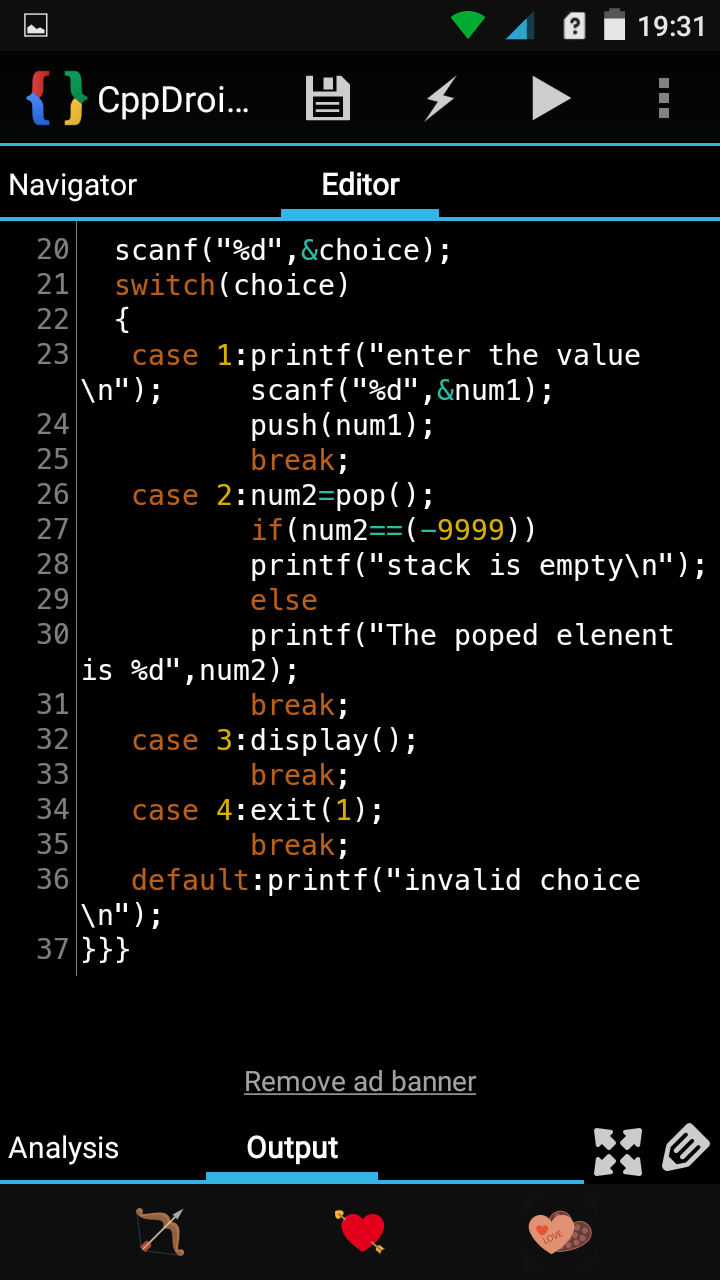 19:31
CppDroi...
Navigator Editor
20 scanf("%d",&choice);
21 switch(choice)
22 {
23 case 1:printf("enter the value
\n"); scanf("%d",&num1);
24 push(num1);
25 break;
26 case 2:num2=pop();
27 if(num2==(-9999))
28 printf("stack is empty\n");
29 else
30 printf("The poped elenent
is %d",num2);
31 break;
32 case 3:display();
33 break;
34 case 4:exit(1);
35 break;
36 default:printf("invalid choice
\n");
37 }}}
Remove ad banner
Analysis Output
LOVE